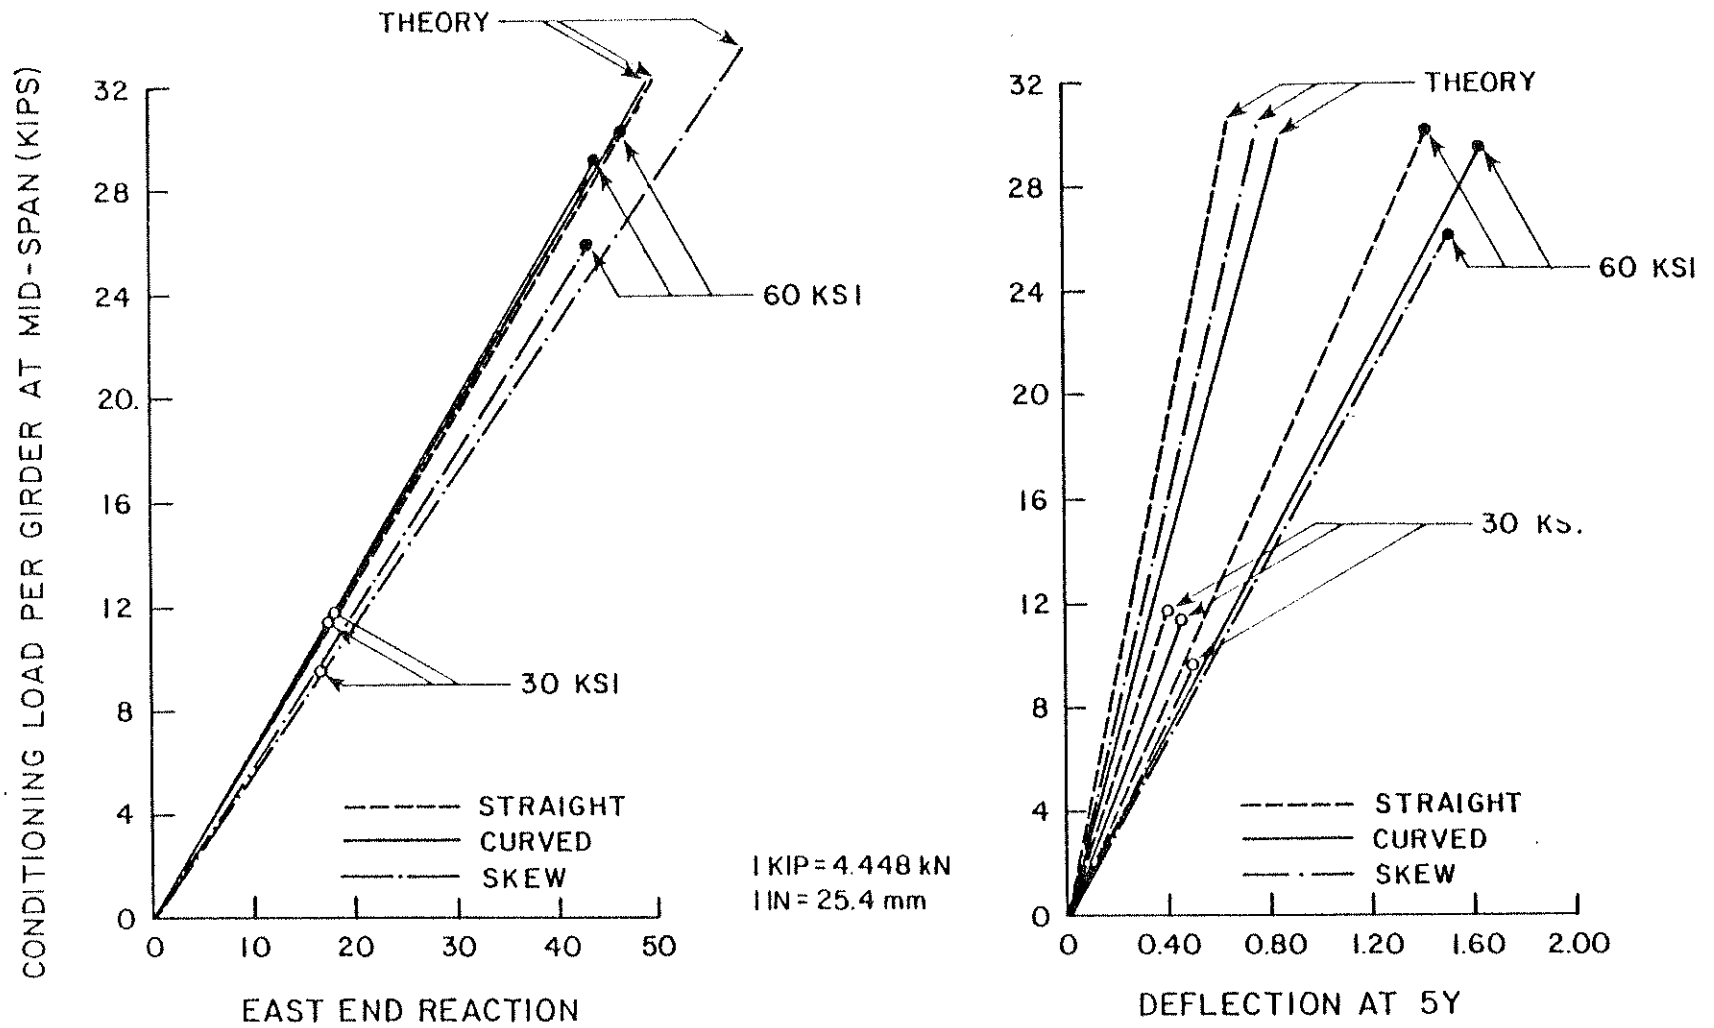 CONDITIONING LOAD PER GIRDER AT MID-SPAN (KIPS)
THEORY
32
28
24
20.
16
12
8
4
0
60 KSI
30 KSI
STRAIGHT
CURVED
SKEW
0 10 20 30 40 50
EAST END REACTION
1 KIP = 4.448 kN
1 IN = 25.4 mm
THEORY
32
28
24
20
16
12
8
4
0
60 KSI
30 KS.
STRAIGHT
CURVED
SKEW
0 0.40 0.80 1.20 1.60 2.00
DEFLECTION AT 5Y